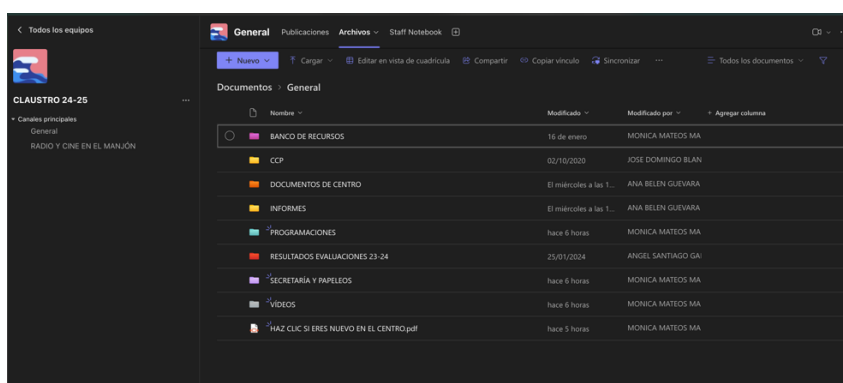 Todos los equipos
General Publicaciones Archivos Staff Notebook
Nuevo Cargar Editar en vista de cuadrícula Compartir Copiar vínculo Sincronizar ... Todos los documentos
Documentos > General
CLAUSTRO 24-25 ...
Canales principales
General
RADIO Y CINE EN EL MANJÓN
Nombre Modificado Modificado por + Agregar columna
BANCO DE RECURSOS 16 de enero MONICA MATEOS MA
CCP 02/10/2020 JOSE DOMINGO BLAN
DOCUMENTOS DE CENTRO El miércoles a las 1... ANA BELEN GUEVARA
INFORMES El miércoles a las 1... ANA BELEN GUEVARA
PROGRAMACIONES hace 6 horas MONICA MATEOS MA
RESULTADOS EVALUACIONES 23-24 25/01/2024 ANGEL SANTIAGO GA
SECRETARÍA Y PAPELEOS hace 6 horas MONICA MATEOS MA
VÍDEOS hace 6 horas MONICA MATEOS MA
HAZ CLIC SI ERES NUEVO EN EL CENTRO.pdf hace 5 horas MONICA MATEOS MA